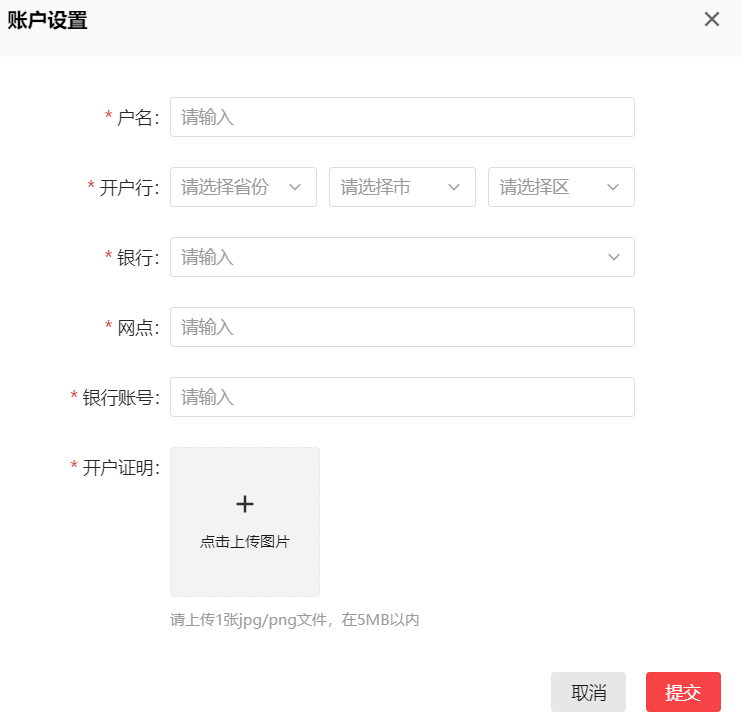 账户设置
* 户名： 请输入
* 开户行： 请选择省份 请选择市 请选择区
* 银行： 请输入
* 网点： 请输入
* 银行账号： 请输入
* 开户证明：
点击上传图片
请上传1张jpg/png文件，在5MB以内
取消 提交